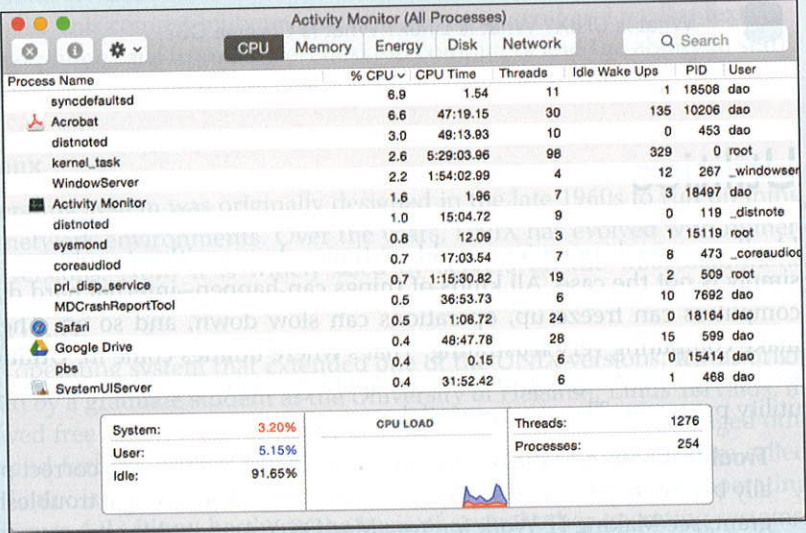 Activity Monitor (All Processes)
CPU Memory Energy Disk Network Search
Process Name % CPU CPU Time Threads Idle Wake Ups PID User
syncdefaultsd 6.9 1.54 11 1 18508 dao
Acrobat 6.6 47:19.15 30 135 10206 dao
distnoted 3.0 49:13.93 10 0 453 dao
kernel_task 2.6 5:29:03.96 98 329 0 root
WindowServer 2.2 1:54:02.99 4 12 267 _windowser
Activity Monitor 1.96 7 3 18497 dao
distnoted 1.0 15:04.72 9 0 119 _distnote
sysmond 0.8 12.09 3 1 root
coreaudiod 0.7 17:03.54 7 8 473 _coreaudiod
prl_disp_service 0.7 1:15:30.82 19 509 root
MDCrashReportTool 0.5 36:53.73 6 10 7692 dao
Safari 0.5 1:08.72 24 1 18164 dao
Google Drive 0.4 48:47.78 28 15 599 dao
pbs 0.4 0.15 0 15414 dao
SystemUIServer 0.4 31:52.42 6 1 468 dao
System: 3.20%
User: 5.15%
Idle: 91.65%
CPU LOAD
Threads: 1276
Processes: 254